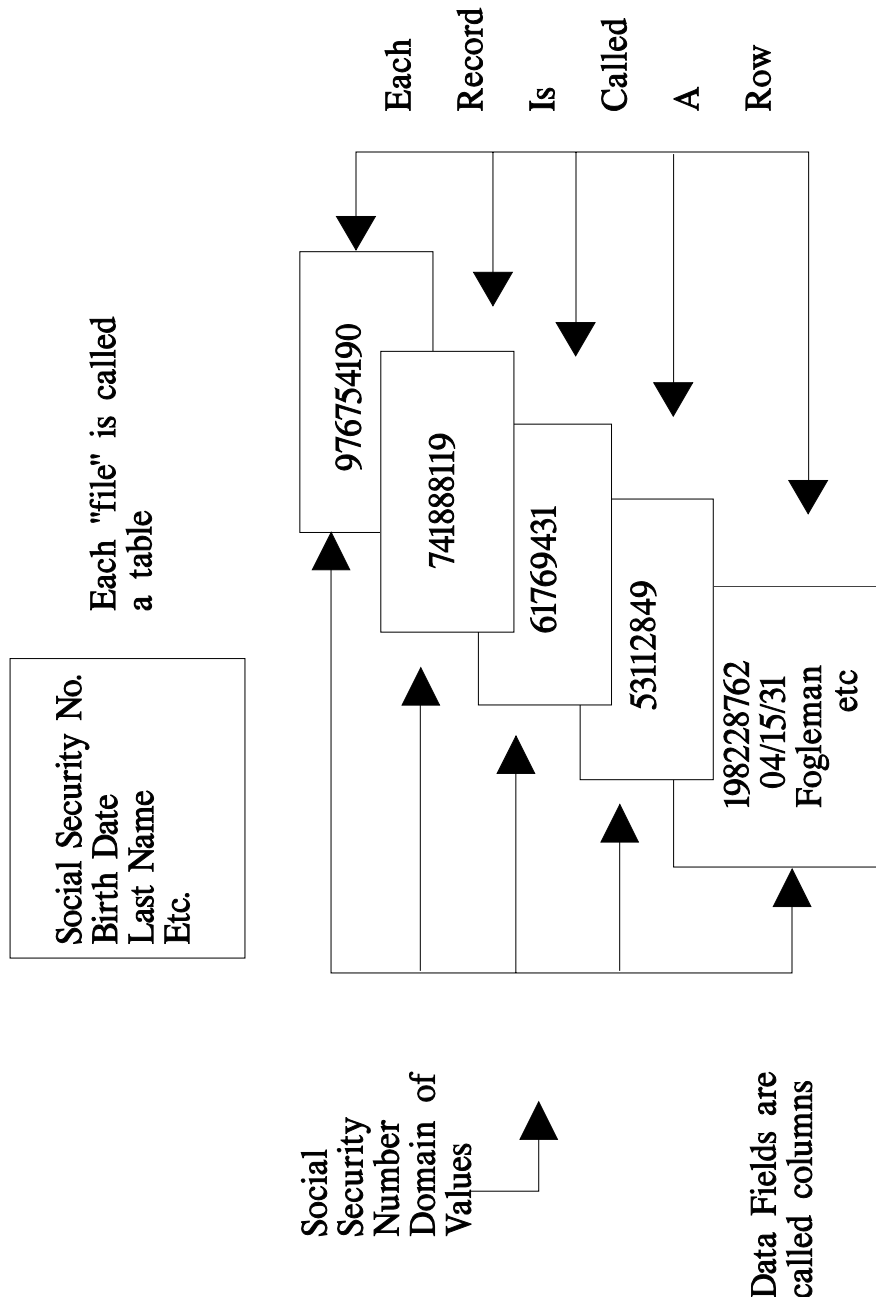 Social Security No.
Birth Date
Last Name
Etc.
Each "file" is called
a table
Social
Security
Number
Domain of
Values
976754190
741888119
61769431
53112849
198228762
04/15/31
Fogleman
etc
Each
Record
Is
Called
A
Row
Data Fields are
called columns